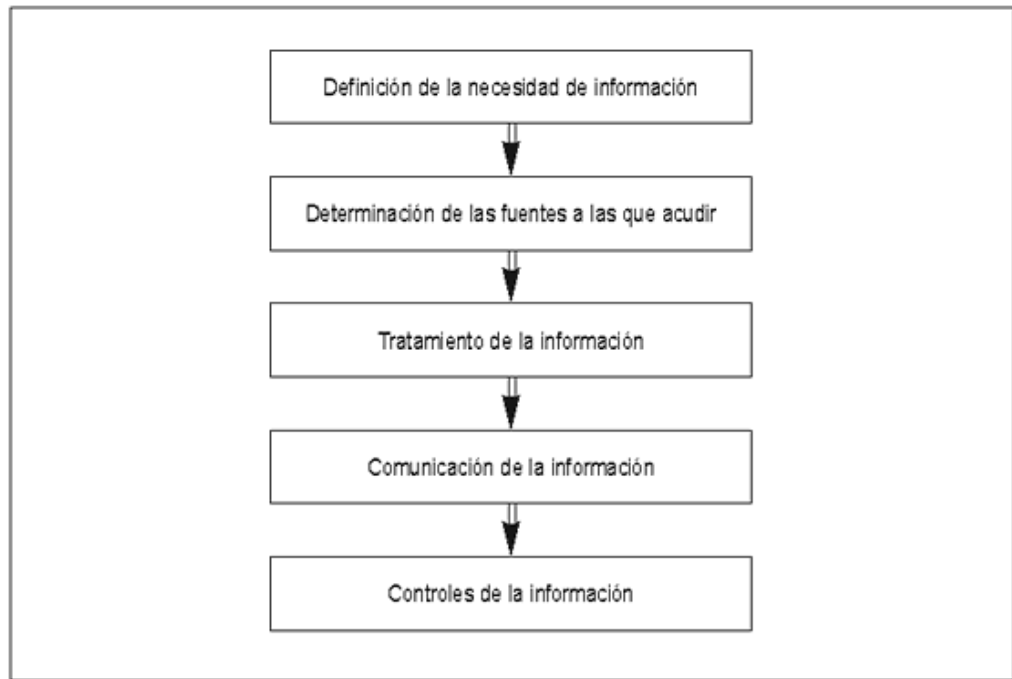 Definición de la necesidad de información
Determinación de las fuentes a las que acudir
Tratamiento de la información
Comunicación de la información
Controles de la información